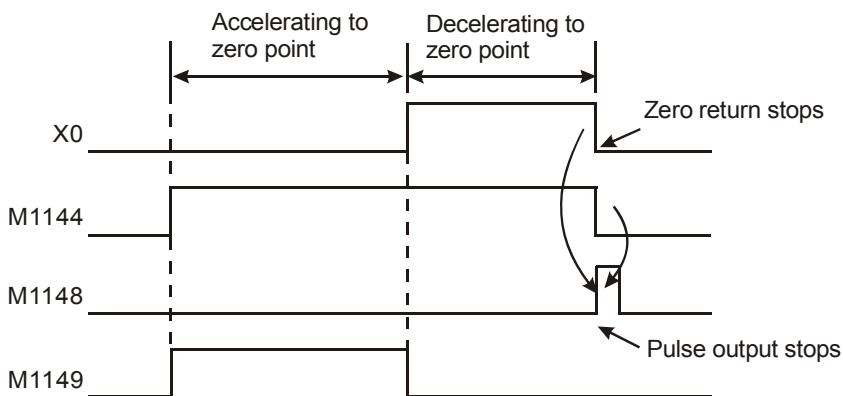 Accelerating to
zero point
Decelerating to
zero point
Zero return stops
X0
M1144
M1148
Pulse output stops
M1149